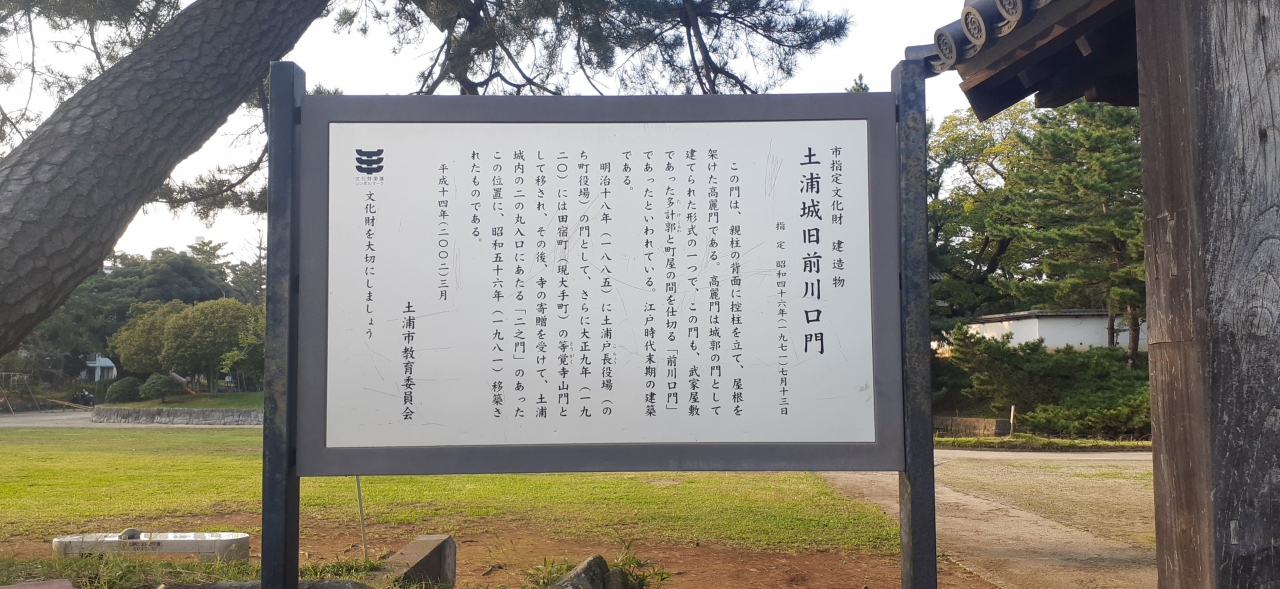 市指定文化財　建造物
土浦城旧前川口門
指定　昭和四十六年（一九七一）七月十三日
この門は、親柱の背面に控柱を立て、屋根を
架けた高麗門である。高麗門は城郭の門として
建てられた形式の一つで、この門も、武家屋敷
であった多計郭と町屋の間を仕切る「前川口門」
であったといわれている。江戸時代末期の建築
である。
明治十八年（一八八五）に土浦戸長役場（の
ち町役場）の門として、さらに大正九年（一九
二〇）には田宿町（現大手町）の等覚寺山門と
して移され、その後、寺の寄贈を受けて、土浦
城内の二の丸入口にあたる「二之門」のあった
この位置に、昭和五十六年（一九八一）移築さ
れたものである。
平成十四年（二〇〇二）三月
土浦市教育委員会
文化財愛護
シンボルマーク
文化財を大切にしましょう